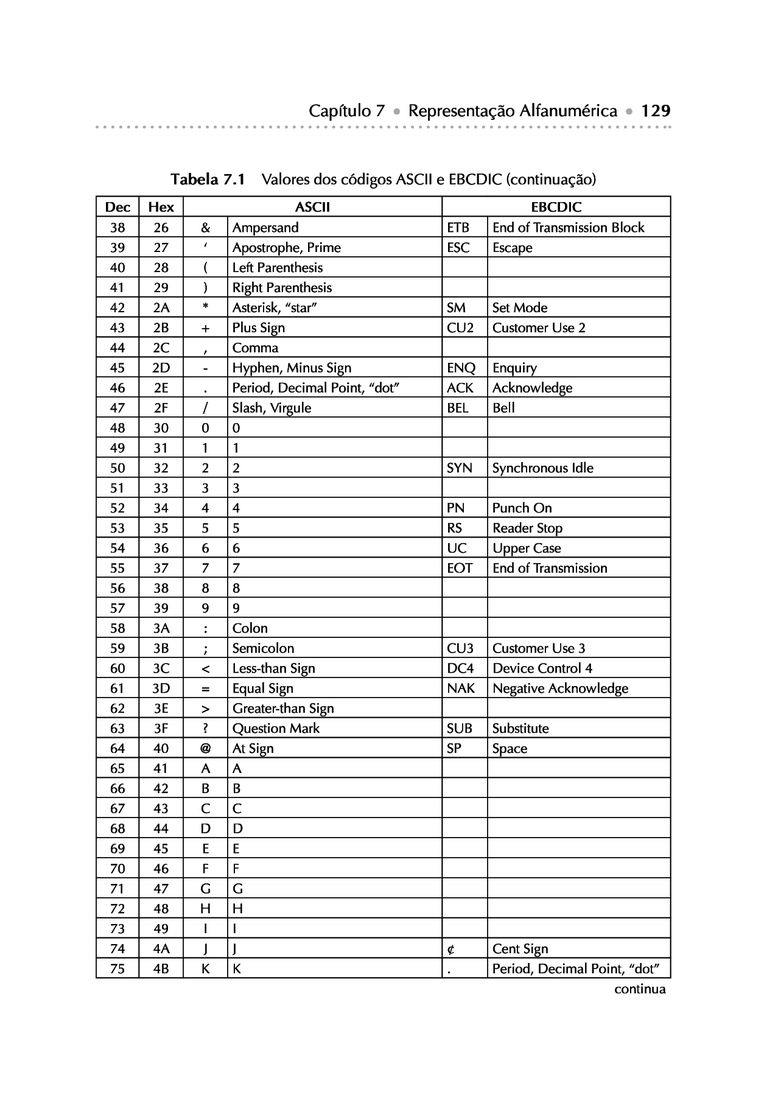 Capítulo 7 • Representação Alfanumérica • 129
Tabela 7.1 Valores dos códigos ASCII e EBCDIC (continuação)
Dec Hex ASCII EBCDIC
38 26 & Ampersand ETB End of Transmission Block
39 27 ‘ Apostrophe, Prime ESC Escape
40 28 ( Left Parenthesis
41 29 ) Right Parenthesis
42 2A * Asterisk, “star” SM Set Mode
43 2B + Plus Sign CU2 Customer Use 2
44 2C , Comma
45 2D - Hyphen, Minus Sign ENQ Enquiry
46 2E . Period, Decimal Point, “dot” ACK Acknowledge
47 2F / Slash, Virgule BEL Bell
48 30 0 0
49 31 1 1
50 32 2 2 SYN Synchronous Idle
51 33 3 3
52 34 4 4 PN Punch On
53 35 5 5 RS Reader Stop
54 36 6 6 UC Upper Case
55 37 7 7 EOT End of Transmission
56 38 8 8
57 39 9 9
58 3A : Colon
59 3B ; Semicolon CU3 Customer Use 3
60 3C < Less-than Sign DC4 Device Control 4
61 3D = Equal Sign NAK Negative Acknowledge
62 3E > Greater-than Sign
63 3F ? Question Mark SUB Substitute
64 40 @ At Sign SP Space
65 41 A A
66 42 B B
67 43 C C
68 44 D D
69 45 E E
70 46 F F
71 47 G G
72 48 H H
73 49 I I
74 4A J J ¢ Cent Sign
75 4B K K . Period, Decimal Point, “dot”
continua